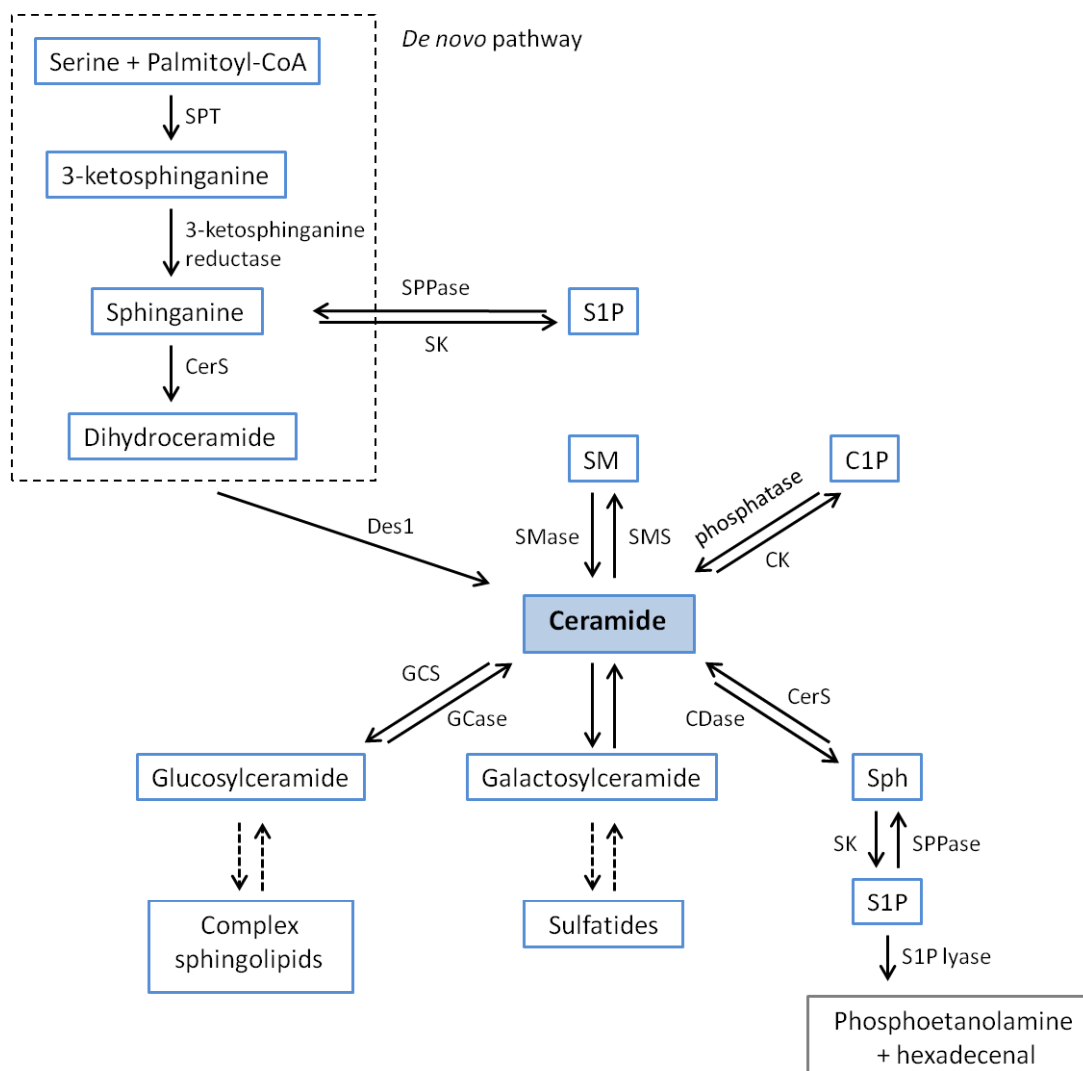 De novo pathway
Serine + Palmitoyl-CoA
SPT
3-ketosphinganine
3-ketosphinganine
reductase
Sphinganine
SPPase
SK
S1P
CerS
Dihydroceramide
Des1
SM
SMase
SMS
C1P
phosphatase
CK
Ceramide
GCS
GCase
CerS
CDase
Glucosylceramide
Galactosylceramide
Sph
SK
SPPase
Complex
sphingolipids
Sulfatides
S1P
S1P lyase
Phosphoetanolamine
+ hexadecenal